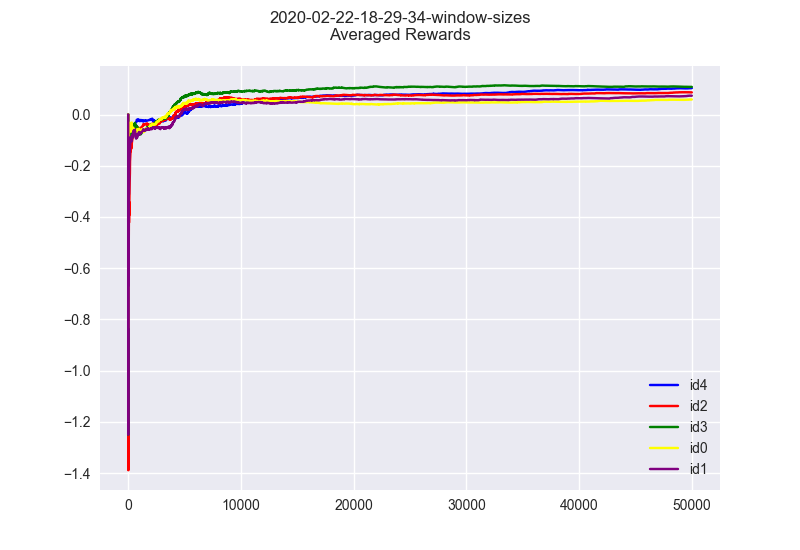 2020-02-22-18-29-34-window-sizes
Averaged Rewards
0.0
−0.2
−0.4
−0.6
−0.8
−1.0
−1.2
−1.4
0 10000 20000 30000 40000 50000
id4
id2
id3
id0
id1